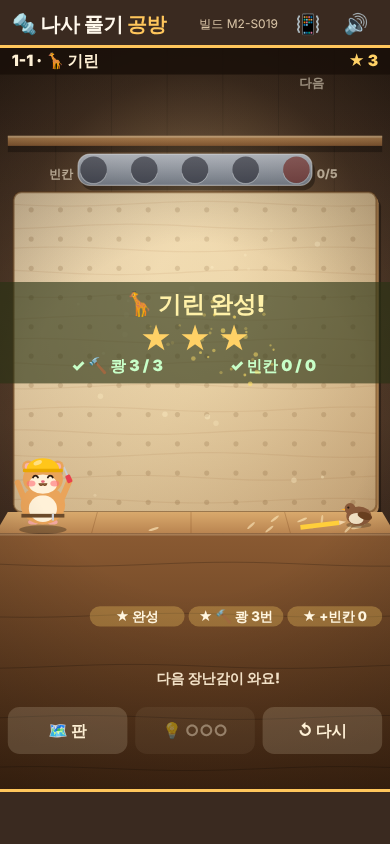 나사 풀기 공방 빌드 M2-S019
1-1 · 기린 ★ 3
다음
빈칸 0/5
기린 완성!
★ ★ ★
✓ 쾅 3 / 3 ✓ 빈칸 0 / 0
★ 완성 ★ 쾅 3번 ★ +빈칸 0
다음 장난감이 와요!
판 다시